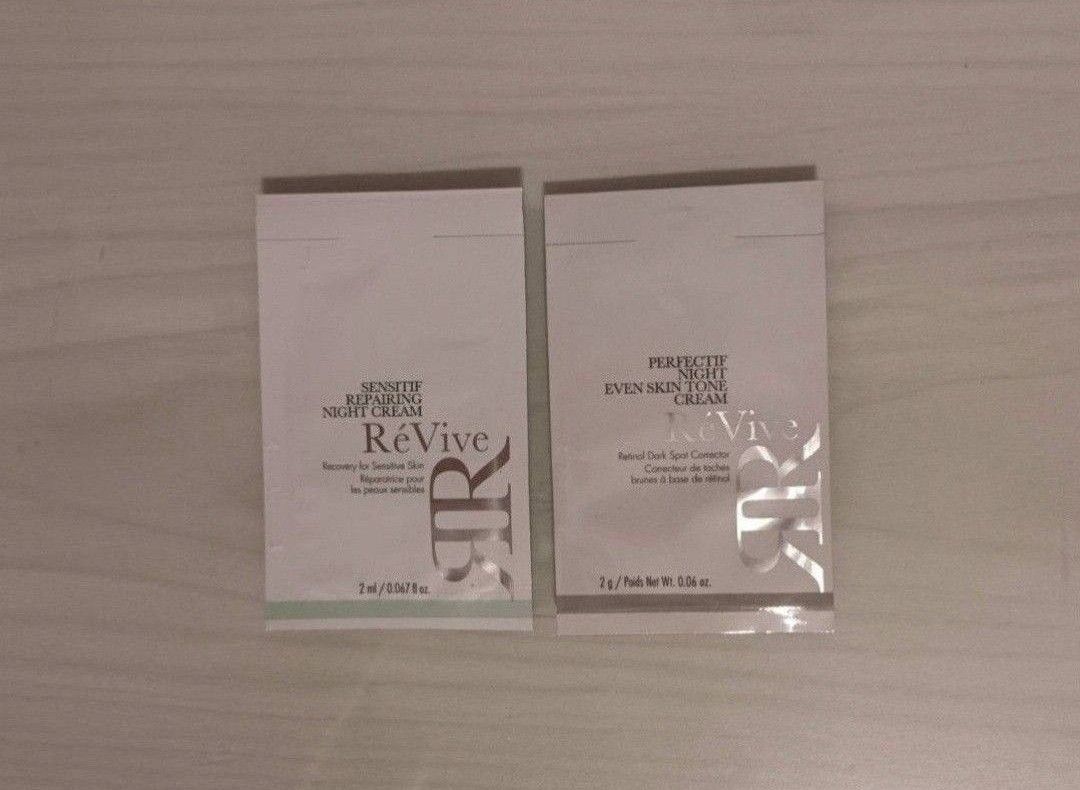 SENSITIF
REPAIRING
NIGHT CREAM
RéVive
Recovery for Sensitive Skin
Réparatrice pour
les peaux sensibles
RR
2 ml / 0.067 fl oz.
PERFECTIF
NIGHT
EVEN SKIN TONE
CREAM
RéVive
Retinol Dark Spot Corrector
Correcteur de taches
brunes à base de rétinol
RR
2 g / Poids Net Wt. 0.06 oz.